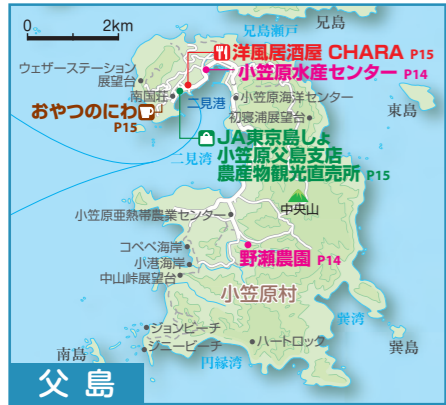 0 2km
兄島瀬戸
兄島
洋風居酒屋 CHARA P15
ウェザーステーション
展望台
小笠原水産センター P14
二見港
南国荘
小笠原海洋センター
東島
おやつのにわ
P15
初寝浦展望台
JA東京島しょ
小笠原父島支店
農産物観光直売所 P15
二見湾
小笠原亜熱帯農業センター
中央山
コペペ海岸
小港海岸
野瀬農園 P14
中山峠展望台
小笠原村
巽湾
ジョンビーチ
ジニービーチ
ハートロック
巽島
南島
円縁湾
父島